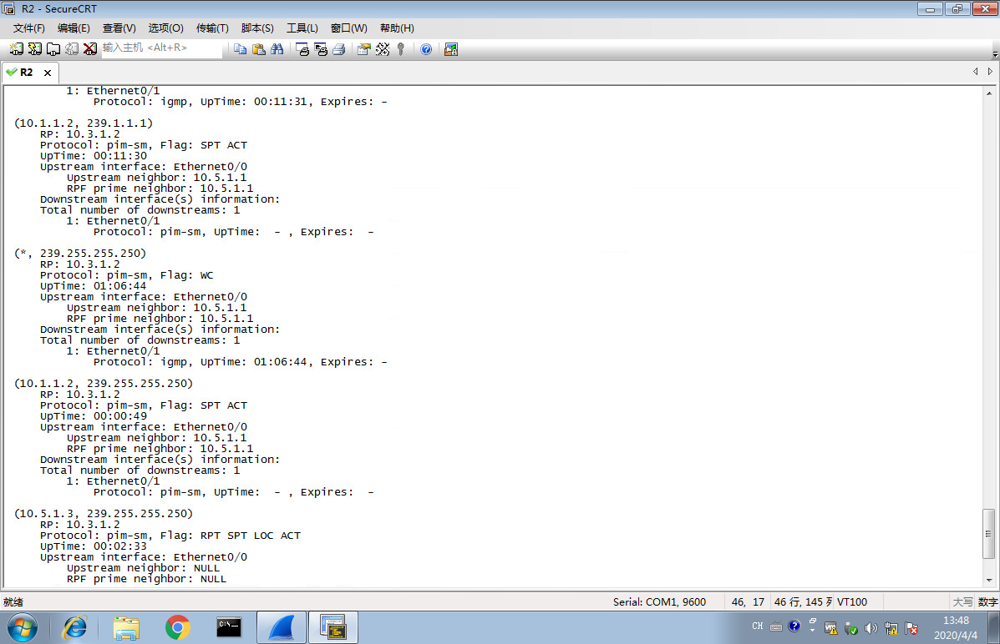 R2 - SecureCRT
文件(F) 编辑(E) 查看(V) 选项(O) 传输(T) 脚本(S) 工具(L) 窗口(W) 帮助(H)
输入主机 <Alt+R>
R2
1: Ethernet0/1
Protocol: igmp, UpTime: 00:11:31, Expires: -
(10.1.1.2, 239.1.1.1)
RP: 10.3.1.2
Protocol: pim-sm, Flag: SPT ACT
UpTime: 00:11:30
Upstream interface: Ethernet0/0
Upstream neighbor: 10.5.1.1
RPF prime neighbor: 10.5.1.1
Downstream interface(s) information:
Total number of downstreams: 1
1: Ethernet0/1
Protocol: pim-sm, UpTime:  - , Expires:  -
(*, 239.255.255.250)
RP: 10.3.1.2
Protocol: pim-sm, Flag: WC
UpTime: 01:06:44
Upstream interface: Ethernet0/0
Upstream neighbor: 10.5.1.1
RPF prime neighbor: 10.5.1.1
Downstream interface(s) information:
Total number of downstreams: 1
1: Ethernet0/1
Protocol: igmp, UpTime: 01:06:44, Expires: -
(10.1.1.2, 239.255.255.250)
RP: 10.3.1.2
Protocol: pim-sm, Flag: SPT ACT
UpTime: 00:00:49
Upstream interface: Ethernet0/0
Upstream neighbor: 10.5.1.1
RPF prime neighbor: 10.5.1.1
Downstream interface(s) information:
Total number of downstreams: 1
1: Ethernet0/1
Protocol: pim-sm, UpTime:  - , Expires:  -
(10.5.1.3, 239.255.255.250)
RP: 10.3.1.2
Protocol: pim-sm, Flag: RPT SPT LOC ACT
UpTime: 00:02:33
Upstream interface: Ethernet0/0
Upstream neighbor: NULL
RPF prime neighbor: NULL
就绪 Serial: COM1, 9600 46, 17 46 行, 145 列 VT100 大写 数字
CH 13:48
2020/4/4